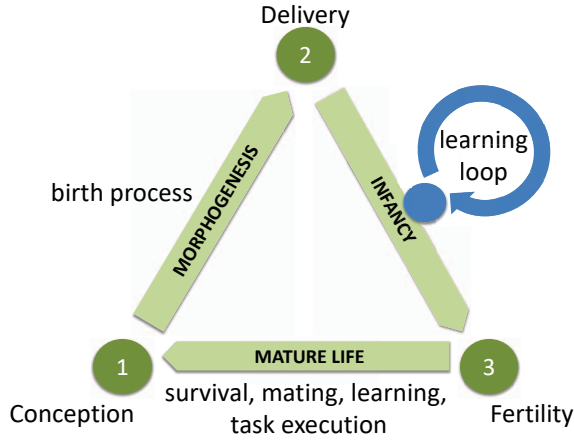 Delivery
2
learning
loop
MORPHOGENESIS
INFANCY
birth process
1
MATURE LIFE
3
survival, mating, learning,
task execution
Conception
Fertility